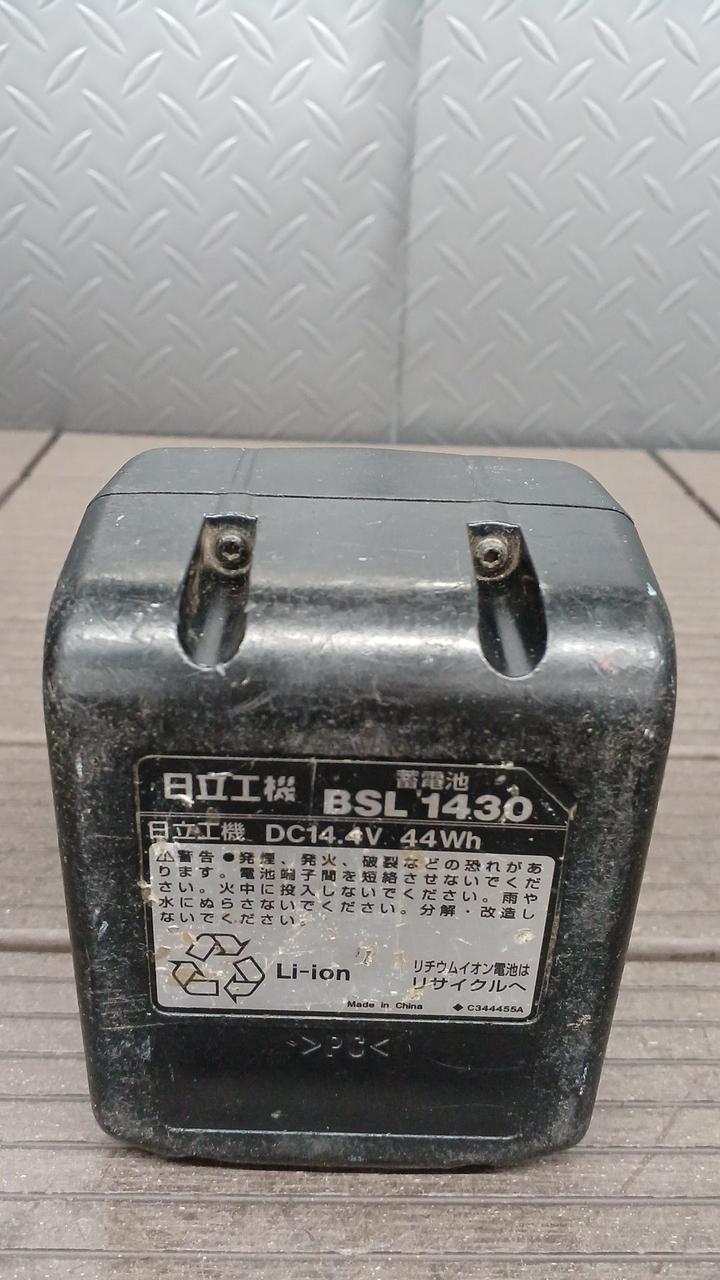 日立工機
蓄電池
BSL 1430
日立工機 DC14.4V 44Wh
⚠警告●発煙、発火、破裂などの恐れがあ
ります。電池端子間を短絡させないでくだ
さい。火中に投入しないでください。雨や
水にぬらさないでください。分解・改造し
ないでください。
Li-ion
リチウムイオン電池は
リサイクルへ
Made in China ◆C344455A
>PC<